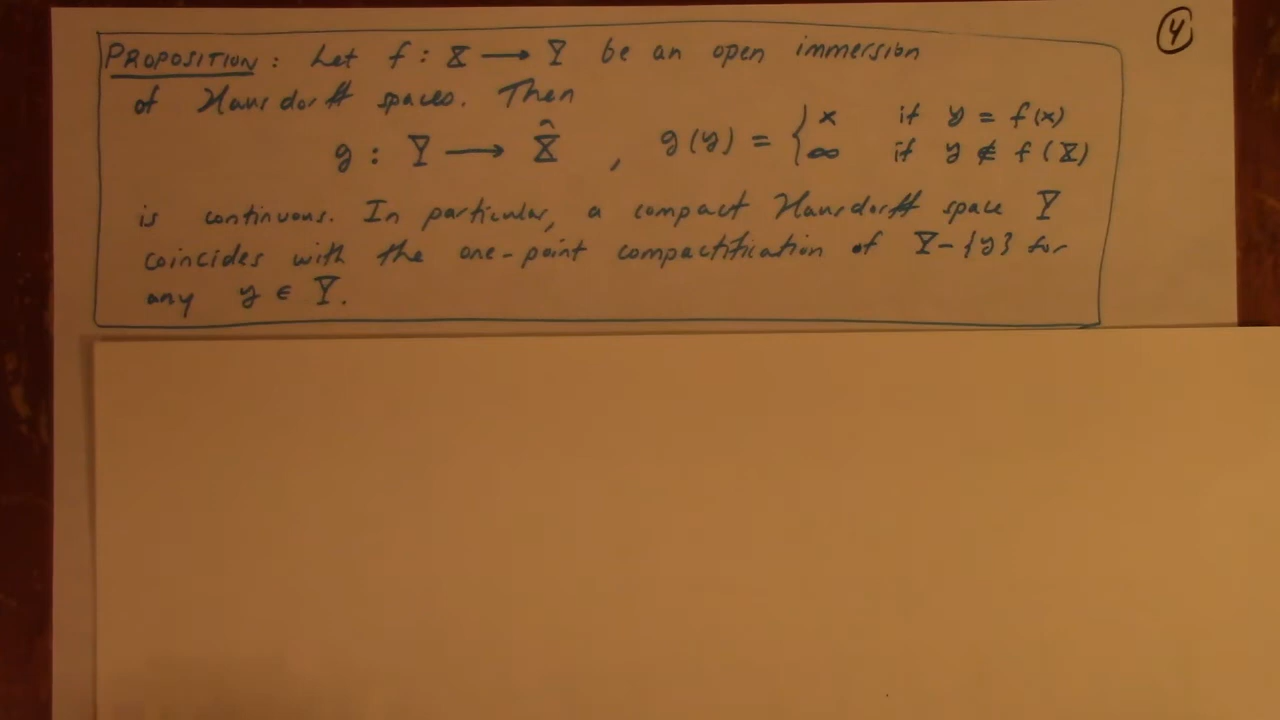 4
PROPOSITION: Let f : X → Y be an open immersion
of Hausdorff spaces. Then
g : Y → X̂ , g(y) = { x if y = f(x)
∞ if y ∉ f(X)
is continuous. In particular, a compact Hausdorff space Y
coincides with the one-point compactification of Y-{y} for
any y ∈ Y.